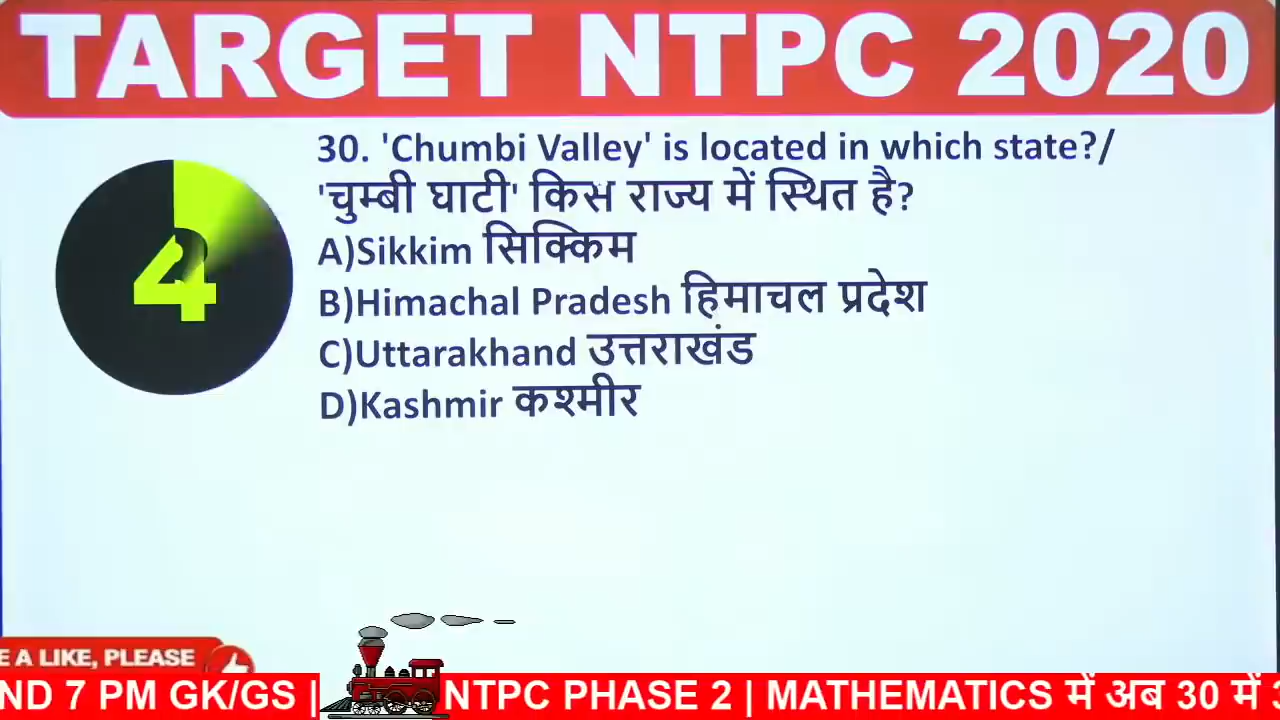 TARGET NTPC 2020
30. 'Chumbi Valley' is located in which state?/
'चुम्बी घाटी' किस राज्य में स्थित है?
A)Sikkim सिक्किम
B)Himachal Pradesh हिमाचल प्रदेश
C)Uttarakhand उत्तराखंड
D)Kashmir कश्मीर
4
E A LIKE, PLEASE
ND 7 PM GK/GS | NTPC PHASE 2 | MATHEMATICS में अब 30 में